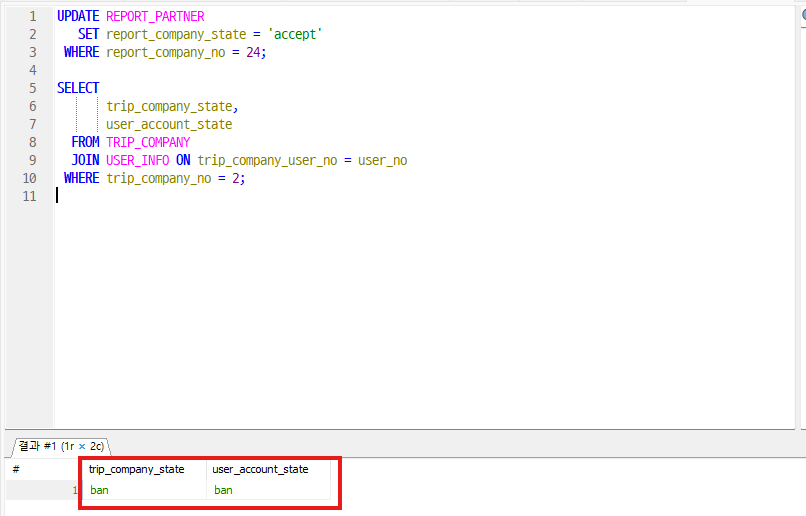 1 UPDATE REPORT_PARTNER
2 SET report_company_state = 'accept'
3 WHERE report_company_no = 24;
4
5 SELECT
6 trip_company_state,
7 user_account_state
8 FROM TRIP_COMPANY
9 JOIN USER_INFO ON trip_company_user_no = user_no
10 WHERE trip_company_no = 2;
11
결과 #1 (1r × 2c)
# trip_company_state user_account_state
1 ban ban